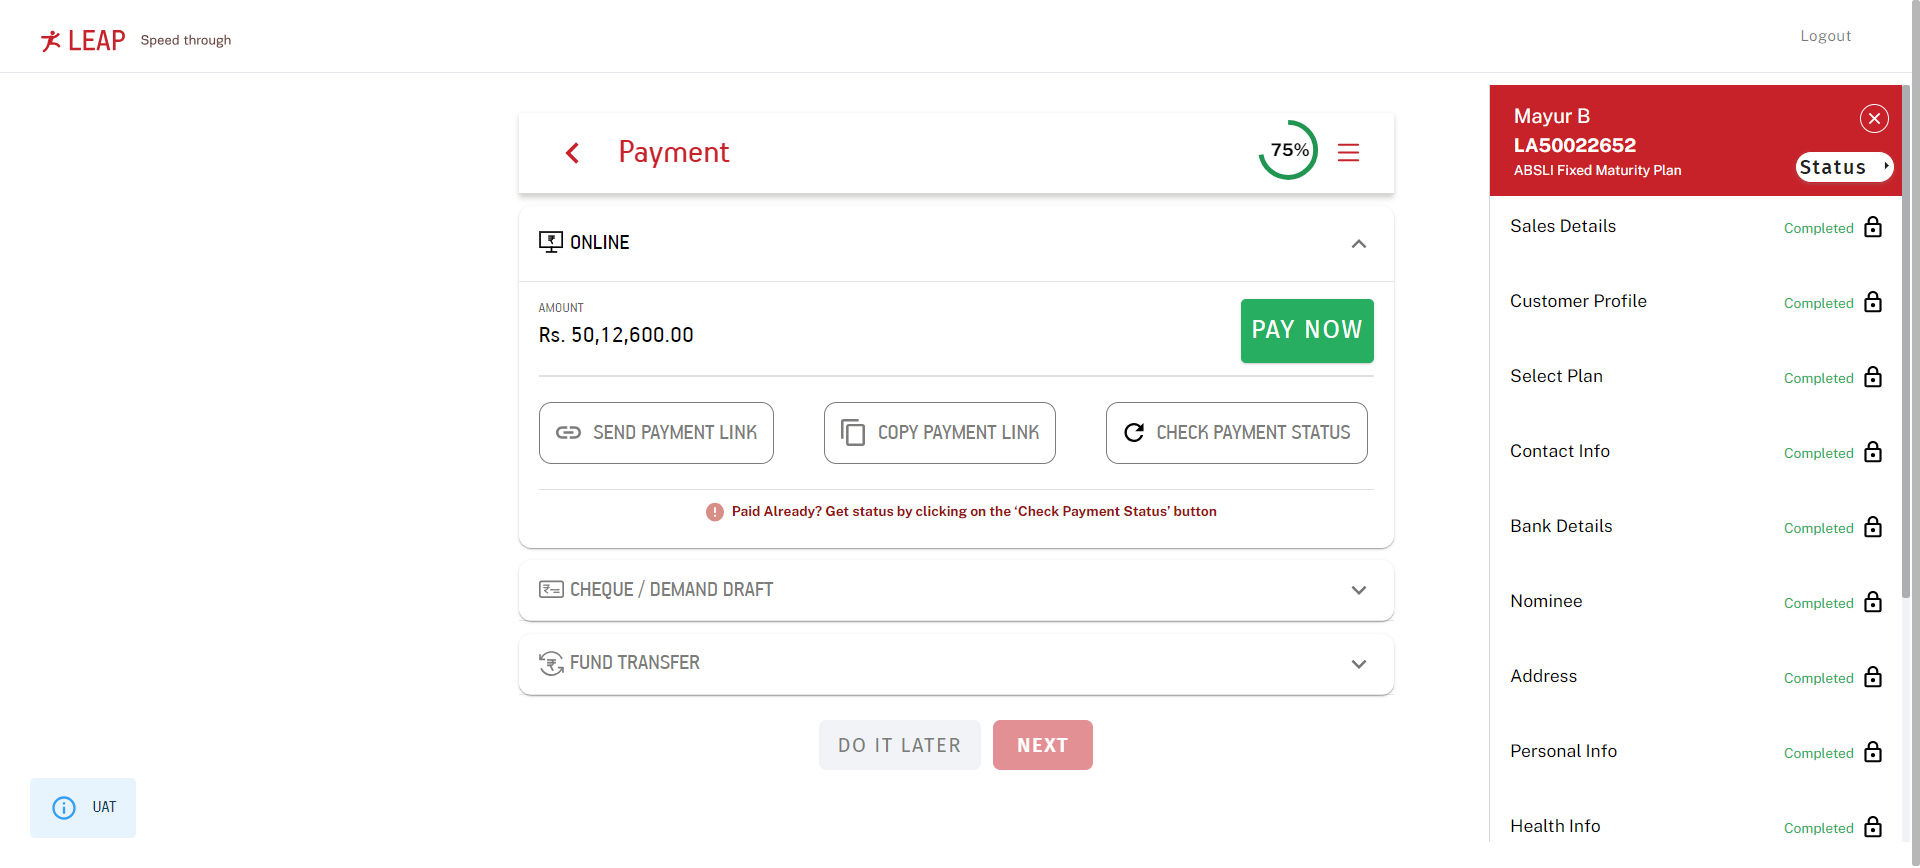 LEAP Speed through
Logout
Payment
75%
ONLINE
AMOUNT
Rs. 50,12,600.00
PAY NOW
SEND PAYMENT LINK
COPY PAYMENT LINK
CHECK PAYMENT STATUS
! Paid Already? Get status by clicking on the ‘Check Payment Status’ button
CHEQUE / DEMAND DRAFT
FUND TRANSFER
DO IT LATER
NEXT
UAT
Mayur B
LA50022652
ABSLI Fixed Maturity Plan
Status
Sales Details Completed
Customer Profile Completed
Select Plan Completed
Contact Info Completed
Bank Details Completed
Nominee Completed
Address Completed
Personal Info Completed
Health Info Completed